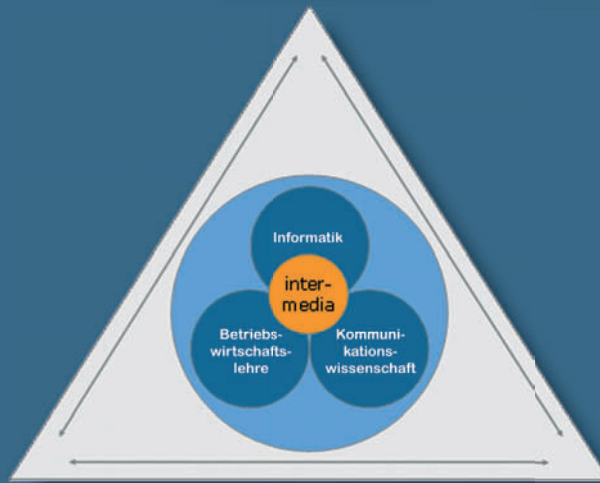 Informatik
inter-
media
Betriebs-
wirtschafts-
lehre
Kommuni-
kations-
wissenschaft